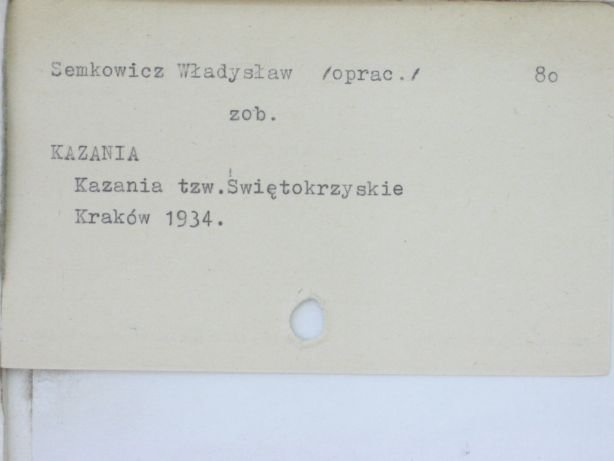 Semkowicz Władysław /oprac./ 8o
zob.
KAZANIA
Kazania tzw.Świętokrzyskie
Kraków 1934.